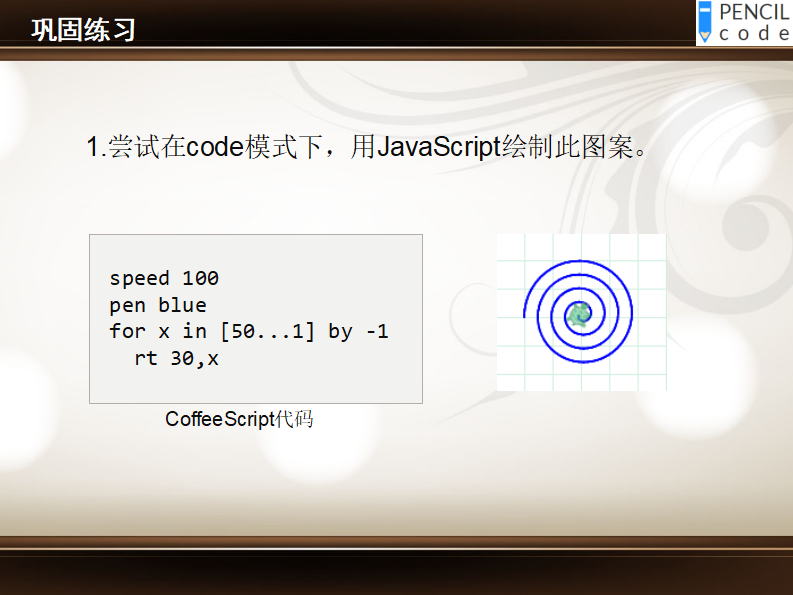 巩固练习
PENCIL
code
1.尝试在code模式下，用JavaScript绘制此图案。
speed 100
pen blue
for x in [50...1] by -1
  rt 30,x
CoffeeScript代码